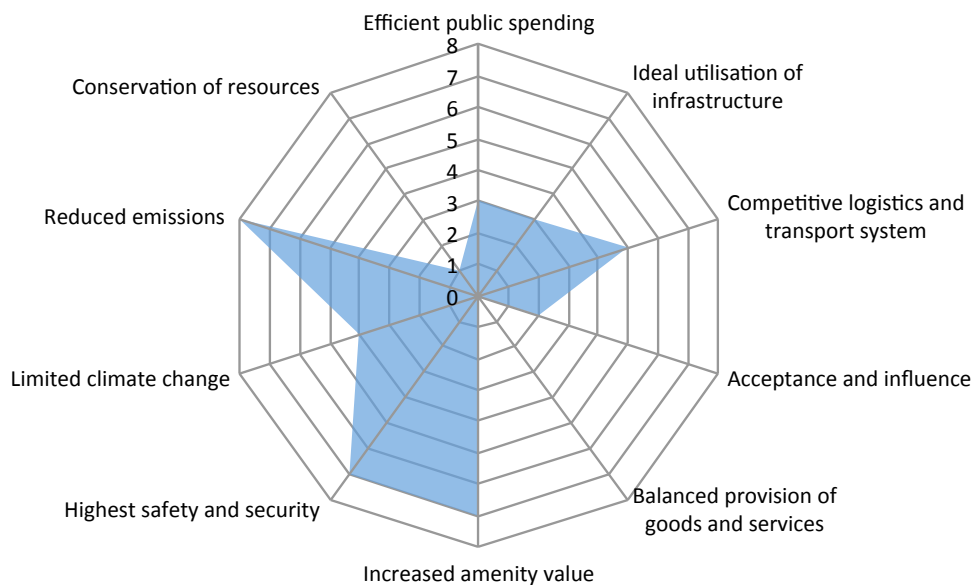 Efficient public spending
8
7
6
5
4
3
2
1
0
Ideal utilisation of
infrastructure
Competitive logistics and
transport system
Acceptance and influence
Balanced provision of
goods and services
Increased amenity value
Highest safety and security
Limited climate change
Reduced emissions
Conservation of resources